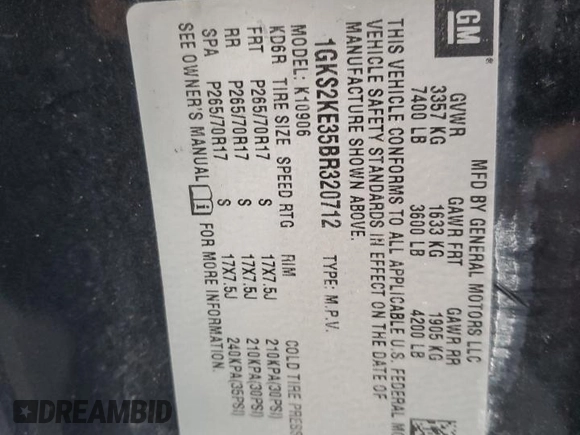 GM
MFD BY GENERAL MOTORS LLC
GVWR GAWR FRT GAWR RR
3357 KG 1633 KG 1905 KG
7400 LB 3600 LB 4200 LB
THIS VEHICLE CONFORMS TO ALL APPLICABLE U.S. FEDERAL M
VEHICLE SAFETY STANDARDS IN EFFECT ON THE DATE OF
MANUFACTURE SHOWN ABOVE.
1GKS2KE35BR320712 TYPE: M.P.V.
MODEL: K10906
KD6R TIRE SIZE SPEED RTG RIM COLD TIRE PRESS
FRT P265/70R17 S 17X7.5J 210KPA(30PSI)
RR P265/70R17 S 17X7.5J 210KPA(30PSI)
SPA P265/70R17 S 17X7.5J 240KPA(35PSI)
SEE OWNER'S MANUAL FOR MORE INFORMATION.
DREAMBID